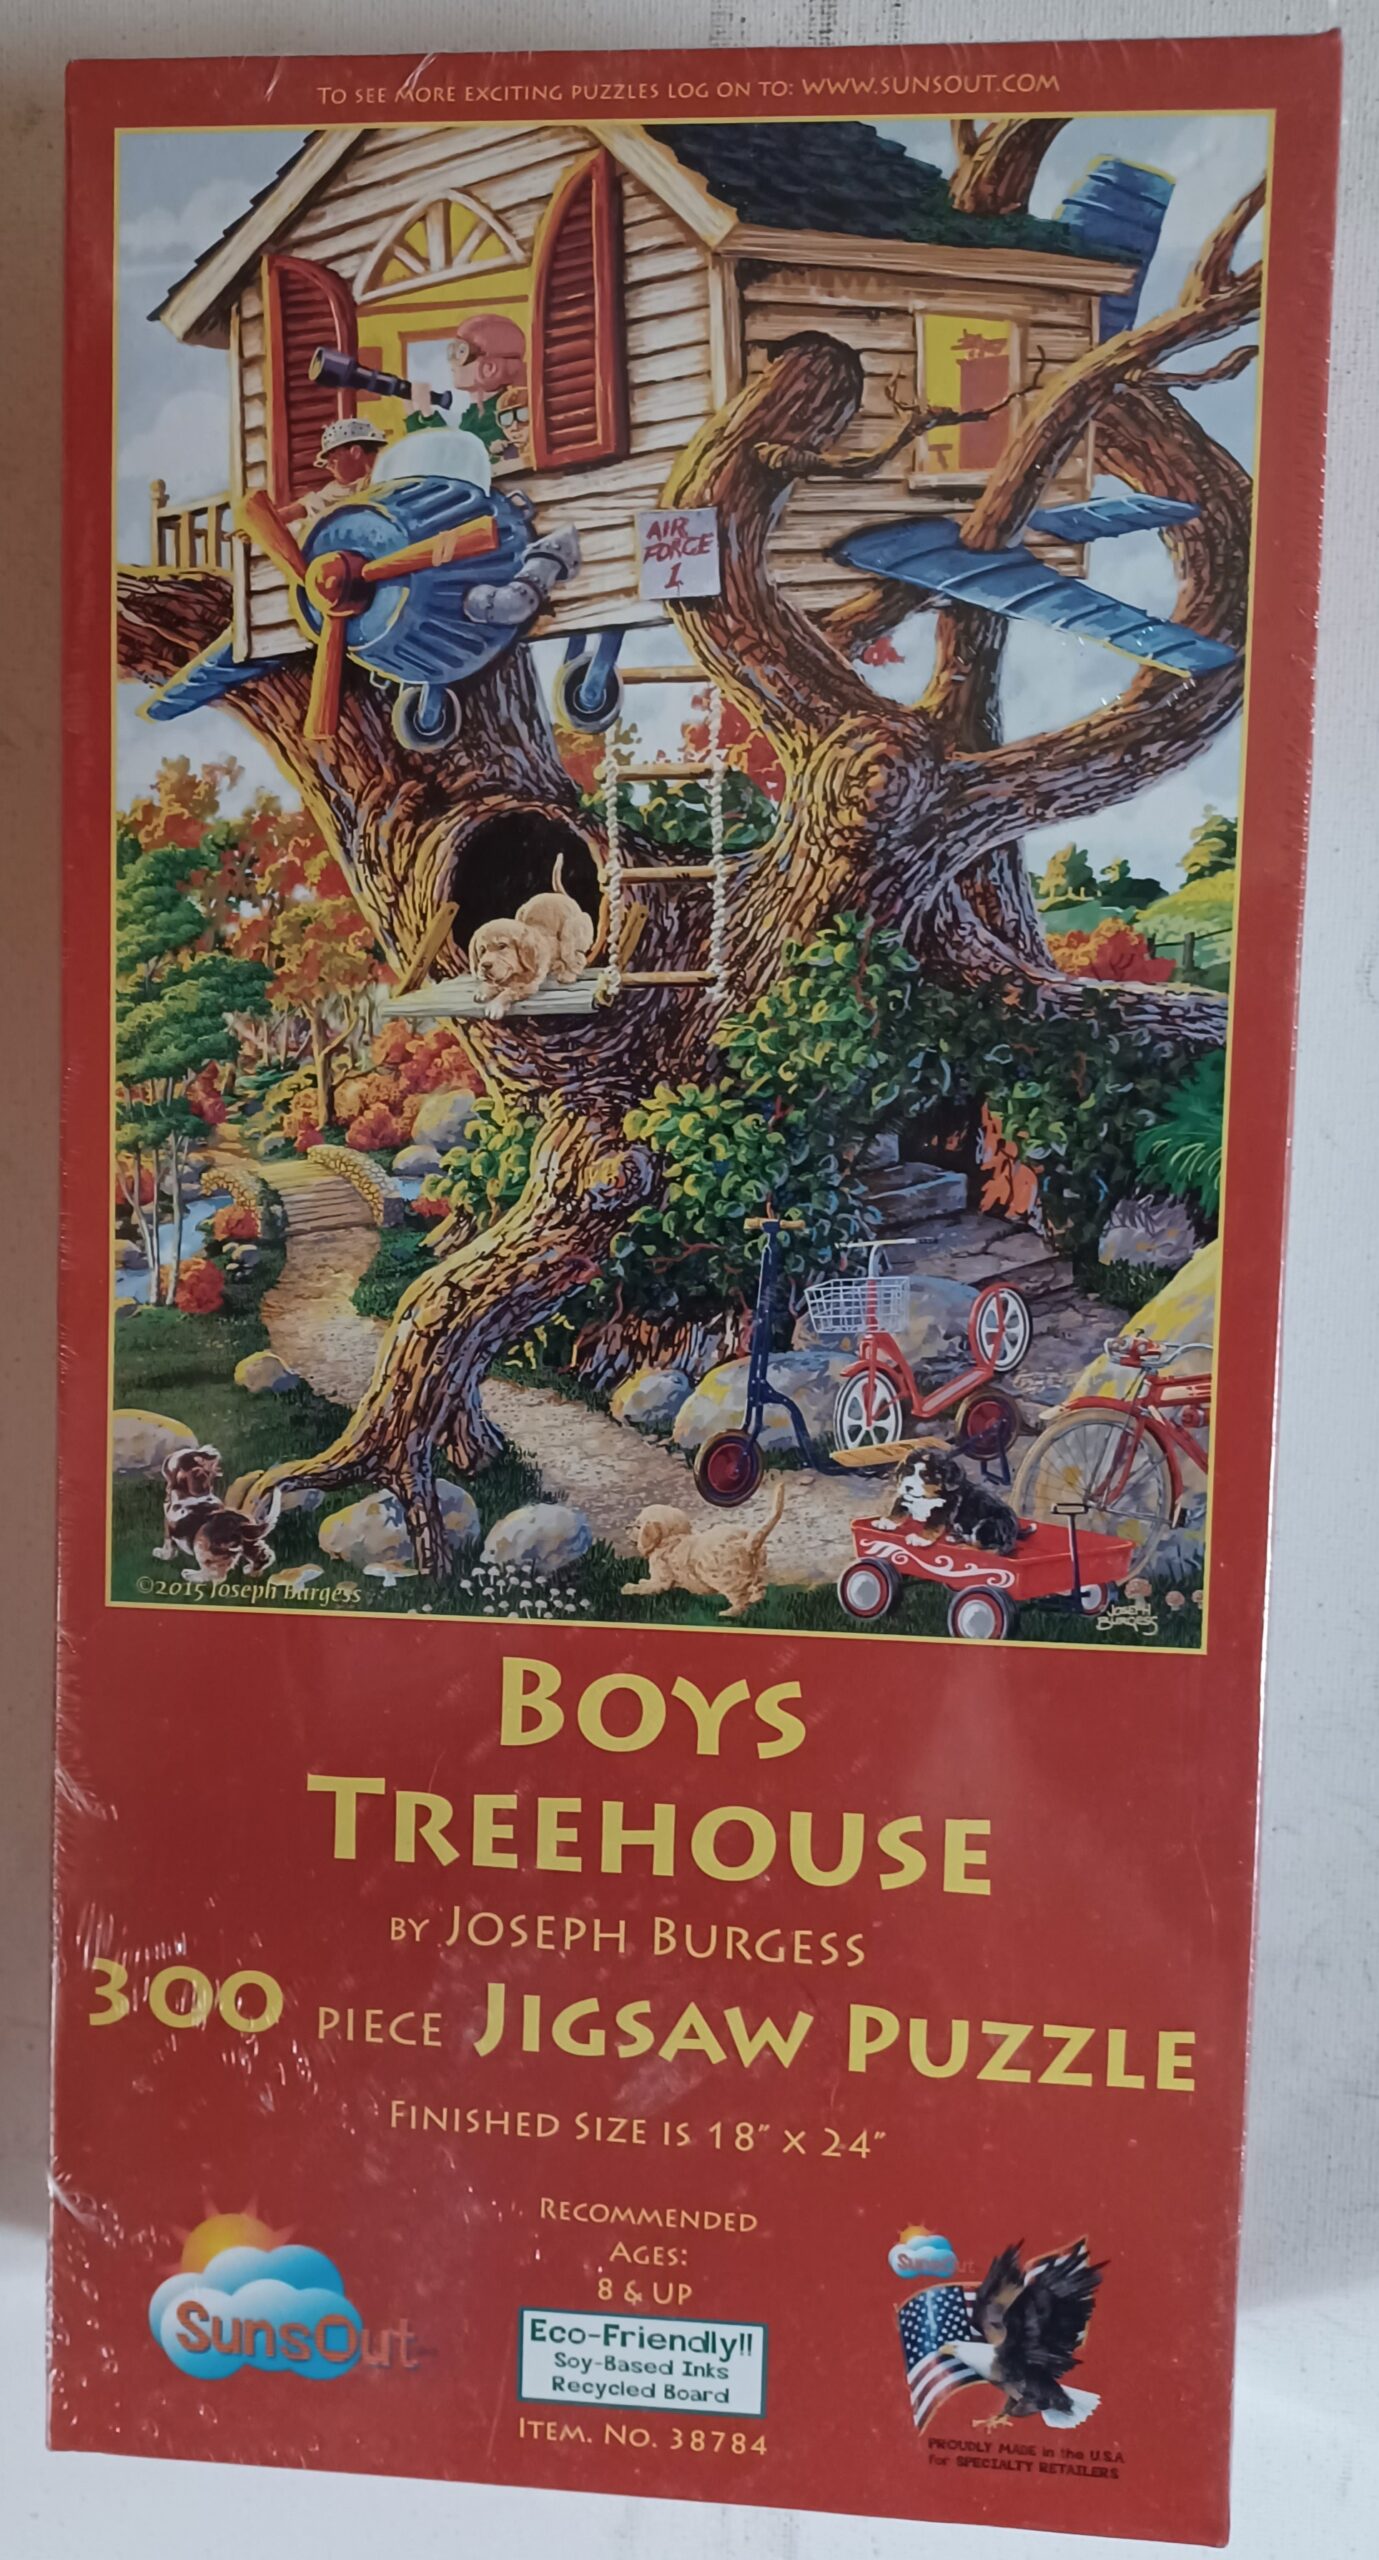 TO SEE MORE EXCITING PUZZLES LOG ON TO: WWW.SUNSOUT.COM
AIR
FORCE
1
©2015 Joseph Burgess
JOSEPH
BURGESS
BOYS
TREEHOUSE
BY JOSEPH BURGESS
300 PIECE JIGSAW PUZZLE
FINISHED SIZE IS 18" X 24"
RECOMMENDED
AGES:
8 & UP
SunsOut
SunsOut
Eco-Friendly!!
Soy-Based Inks
Recycled Board
ITEM. NO. 38784
PROUDLY MADE in the U.S.A
for SPECIALTY RETAILERS